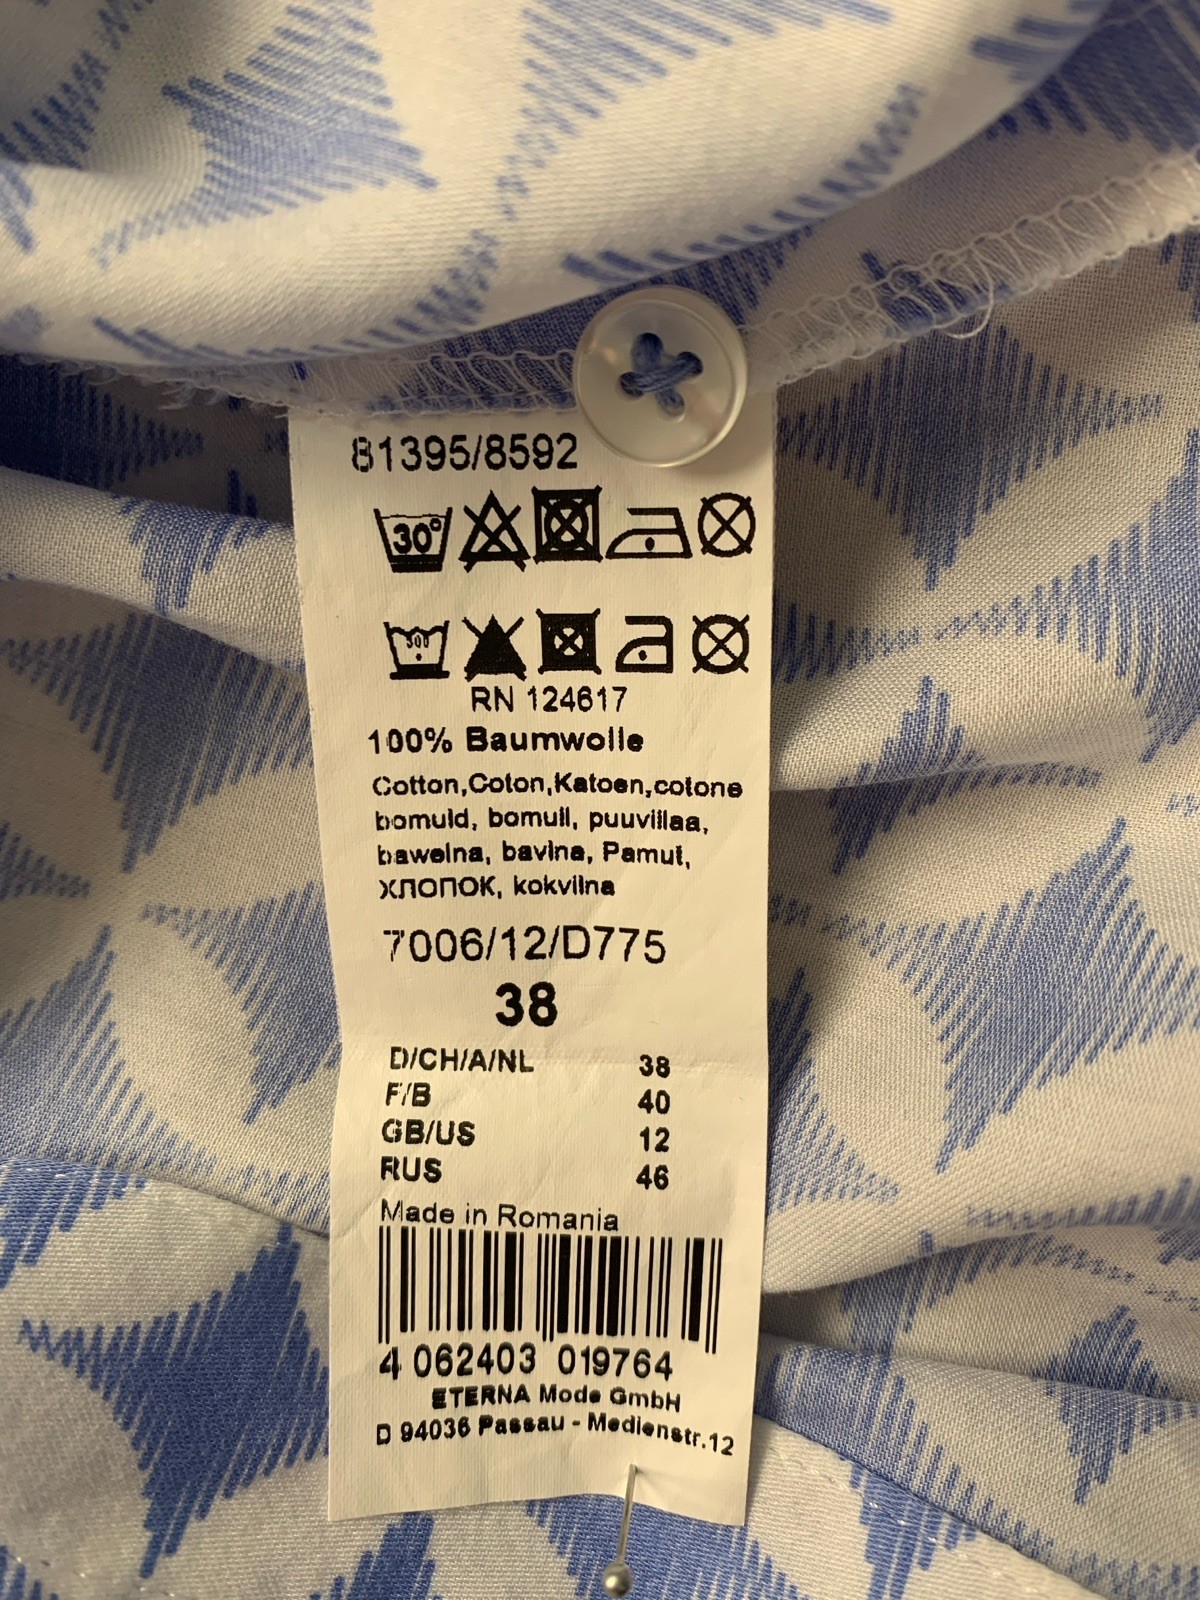 81395/8592
30°
30°
RN 124617
100% Baumwolle
Cotton,Coton,Katoen,cotone
bomuld, bomull, puuvillaa,
bawelna, bavlna, Pamut,
ХЛОПОК, kokvilna
7006/12/D775
38
D/CH/A/NL 38
F/B 40
GB/US 12
RUS 46
Made in Romania
4 062403 019764
ETERNA Mode GmbH
D 94036 Passau - Medienstr.12